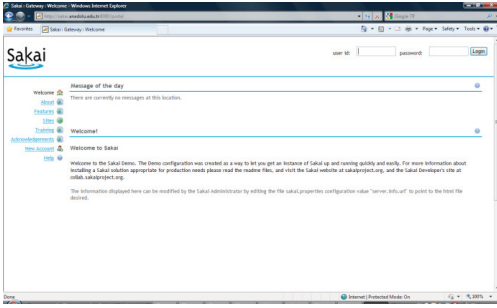 Sakai : Gateway : Welcome - Windows Internet Explorer
Google
Favorites
Sakai : Gateway : Welcome
Page
Safety
Tools
Sakai
user id:
password:
Login
Welcome
About
Features
Sites
Training
Acknowledgements
New Account
Help
Message of the day
There are currently no messages at this location.
Welcome!
Welcome to Sakai
Welcome to the Sakai Demo. The Demo configuration was created as a way to let you get an instance of Sakai up and running quickly and easily. For more information about
installing a Sakai solution appropriate for production needs please read the readme files, and visit the Sakai website at sakaiproject.org, and the Sakai Developer's site at
collab.sakaiproject.org.
The information displayed here can be modified by the Sakai Administrator by editing the file sakai.properties configuration value "server.info.url" to point to the html file
desired.
Done
Internet | Protected Mode: On
100%